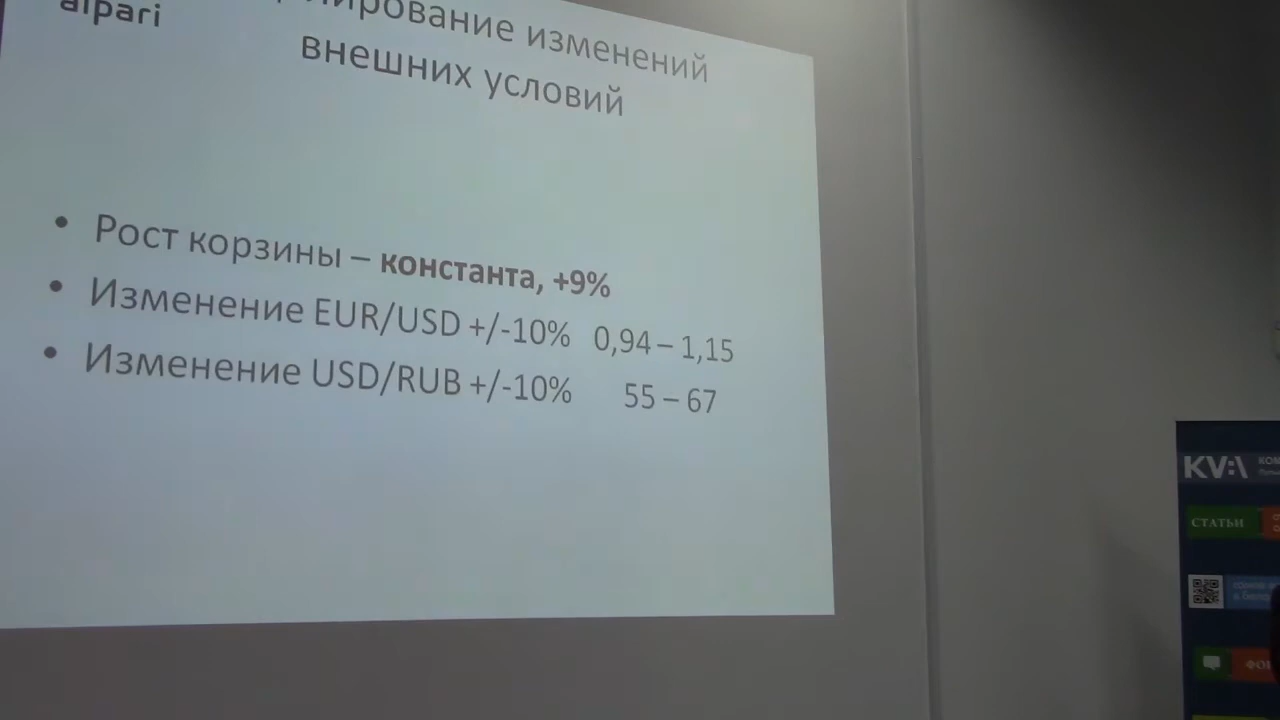 alpari
изменений
внешних условий
• Рост корзины – константа, +9%
• Изменение EUR/USD +/-10% 0,94 – 1,15
• Изменение USD/RUB +/-10% 55 – 67
KV:\
СТАТЬИ